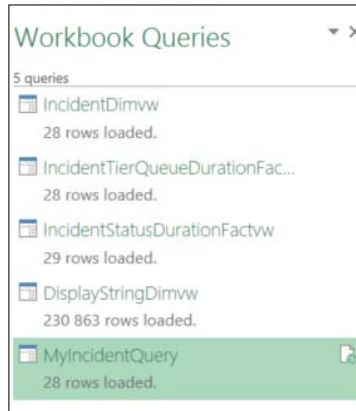 Workbook Queries
5 queries
IncidentDimvw
28 rows loaded.
IncidentTierQueueDurationFac...
28 rows loaded.
IncidentStatusDurationFactvw
29 rows loaded.
DisplayStringDimvw
230 863 rows loaded.
MyIncidentQuery
28 rows loaded.